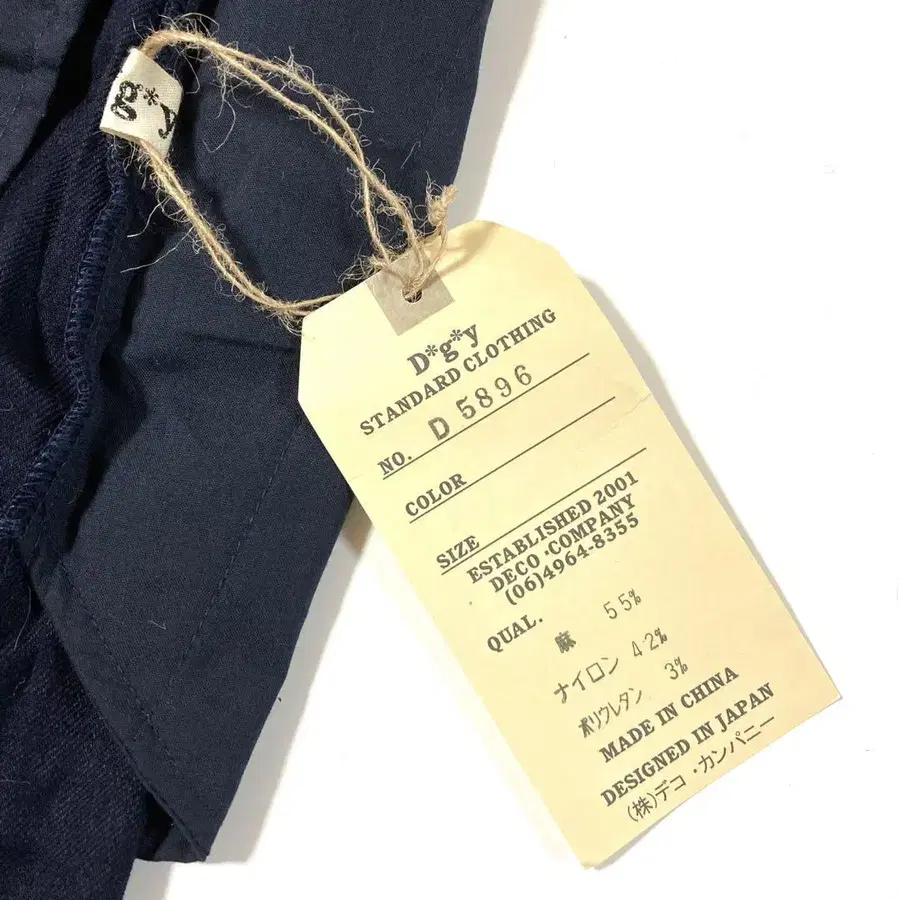 g*y
D*g*y
STANDARD CLOTHING
NO. D 5896
COLOR
SIZE
ESTABLISHED 2001
DECO・COMPANY
(06)4964-8355
QUAL.
麻 55%
ナイロン 42%
ポリウレタン 3%
MADE IN CHINA
DESIGNED IN JAPAN
(株)デコ・カンパニー